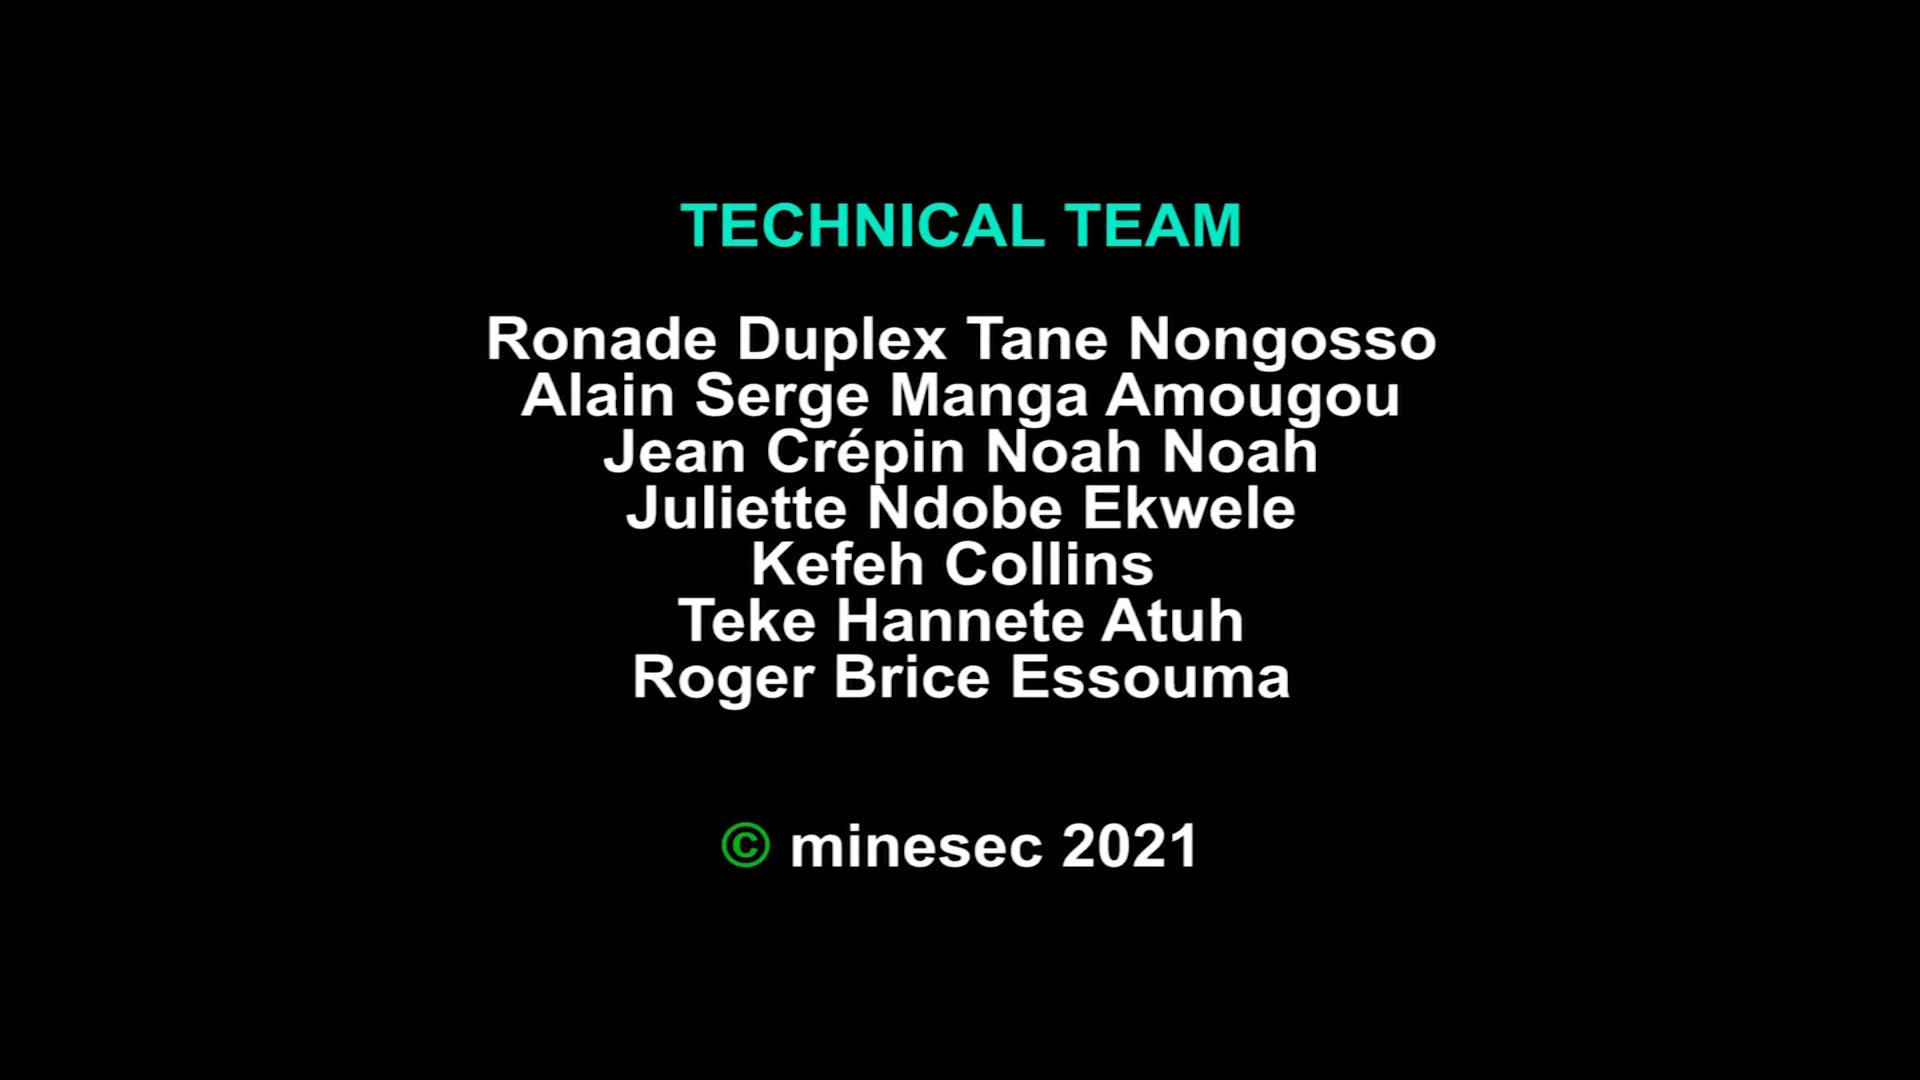 TECHNICAL TEAM
Ronade Duplex Tane Nongosso
Alain Serge Manga Amougou
Jean Crépin Noah Noah
Juliette Ndobe Ekwele
Kefeh Collins
Teke Hannete Atuh
Roger Brice Essouma
© minesec 2021